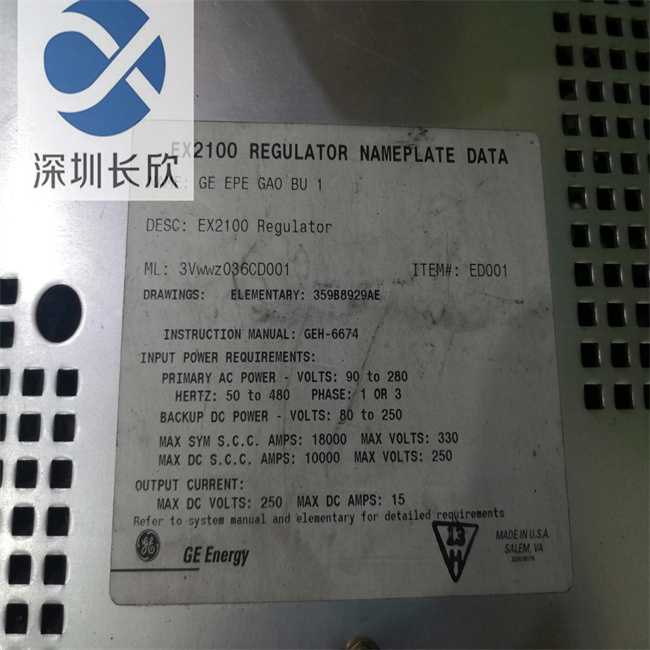 深圳长欣
EX2100 REGULATOR NAMEPLATE DATA
GE EPE GAO BU 1
DESC: EX2100 Regulator
ML: 3Vwwz036CD001 ITEM#: ED001
DRAWINGS: ELEMENTARY: 359B8929AE
INSTRUCTION MANUAL: GEH-6674
INPUT POWER REQUIREMENTS:
PRIMARY AC POWER - VOLTS: 90 to 280
HERTZ: 50 to 480 PHASE: 1 OR 3
BACKUP DC POWER - VOLTS: 80 to 250
MAX SYM S.C.C. AMPS: 18000 MAX VOLTS: 330
MAX DC S.C.C. AMPS: 10000 MAX VOLTS: 250
OUTPUT CURRENT:
MAX DC VOLTS: 250 MAX DC AMPS: 15
Refer to system manual and elementary for detailed requirements
GE Energy
13
H
MADE IN U.S.A.
SALEM, VA